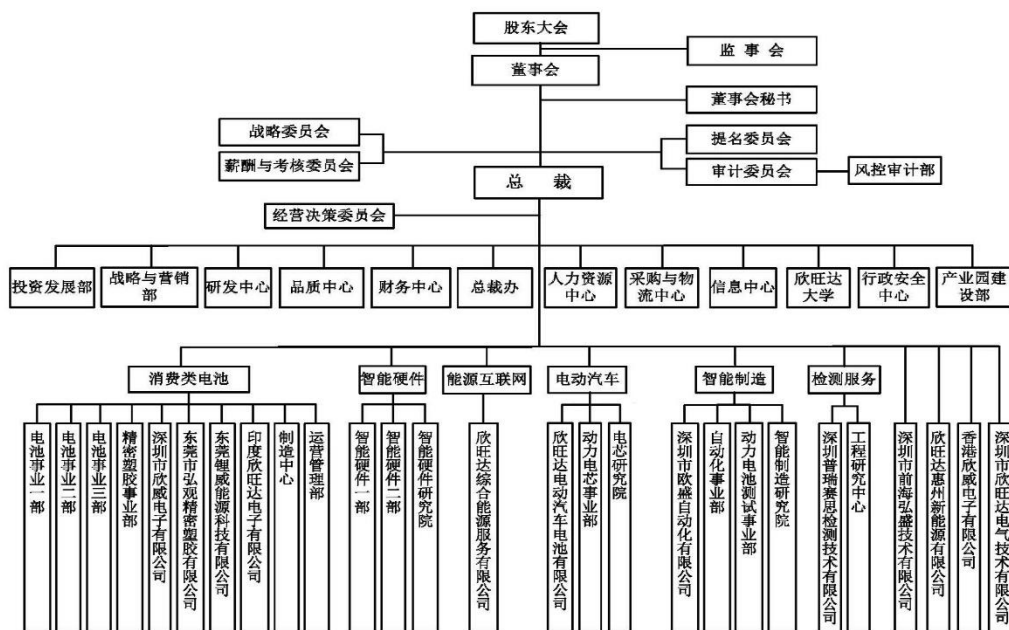 股东大会
监 事 会
董事会
董事会秘书
战略委员会
提名委员会
薪酬与考核委员会
审计委员会
风控审计部
总 裁
经营决策委员会
投资发展部
战略与营销
部
研发中心
品质中心
财务中心
总裁办
人力资源
中心
采购与物
流中心
信息中心
欣旺达
大学
行政安全
中心
产业园建
设部
消费类电池
智能硬件
能源互联网
电动汽车
智能制造
检测服务
电池事业一部
电池事业二部
电池事业三部
精密塑胶事业部
深圳市欣威电子有限公司
东莞市弘观精密塑胶有限公司
东莞锂威能源科技有限公司
印度欣旺达电子有限公司
制造中心
运营管理部
智能硬件一部
智能硬件二部
智能硬件研究院
欣旺达综合能源服务有限公司
欣旺达电动汽车电池有限公司
动力电芯事业部
电芯研究院
深圳市欧盛自动化有限公司
自动化事业部
动力电池测试事业部
智能制造研究院
深圳普瑞赛思检测技术有限公司
工程研究中心
深圳市前海弘盛技术有限公司
欣旺达惠州新能源有限公司
香港欣威电子有限公司
深圳市欣旺达电气技术有限公司